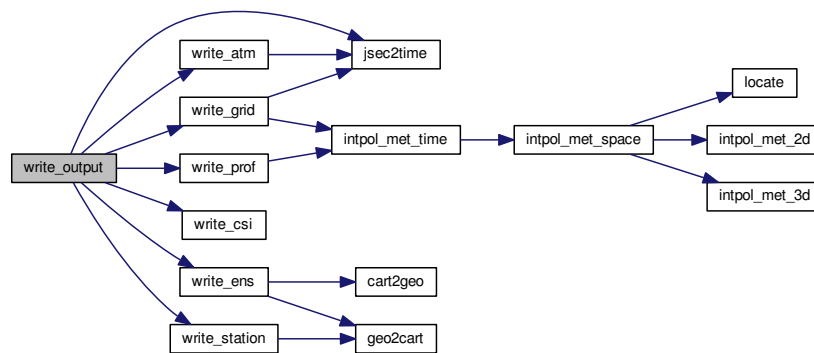 write_output
write_atm
write_grid
write_prof
write_csi
write_ens
write_station
jsec2time
intpol_met_time
cart2geo
geo2cart
intpol_met_space
locate
intpol_met_2d
intpol_met_3d